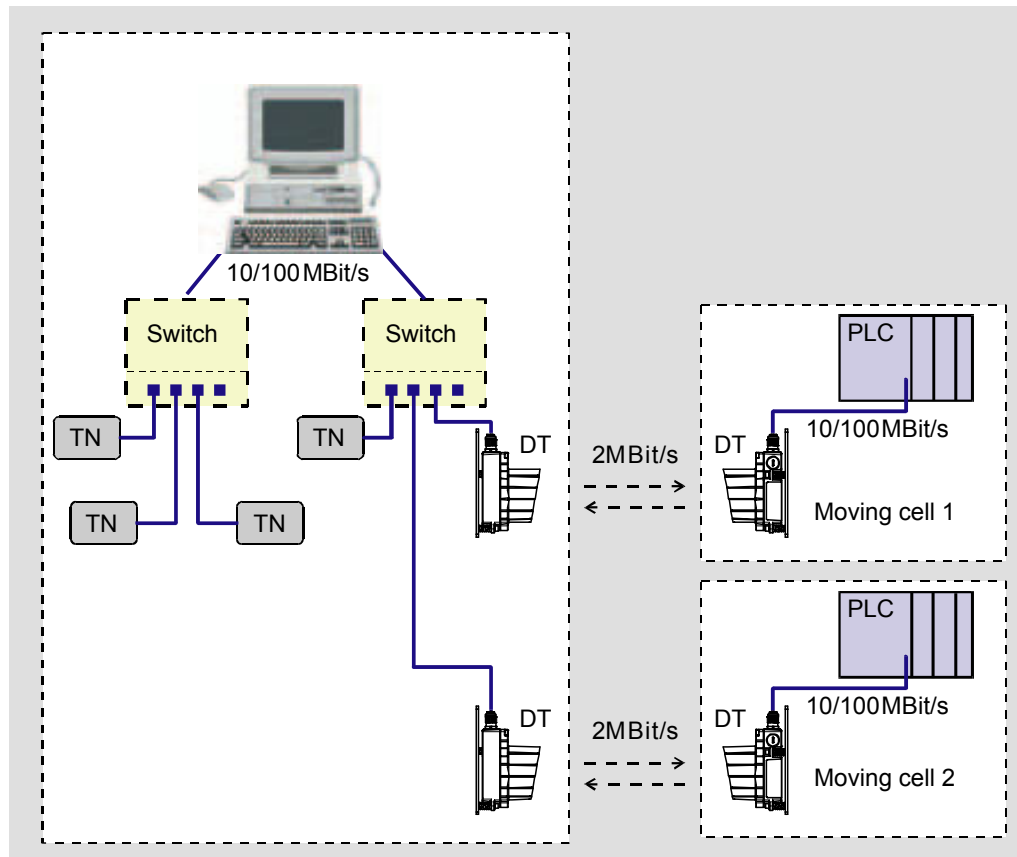 10/100 MBit/s
Switch
Switch
TN
TN
TN
TN
DT
2MBit/s
DT
PLC
10/100MBit/s
Moving cell 1
DT
2MBit/s
DT
PLC
10/100MBit/s
Moving cell 2